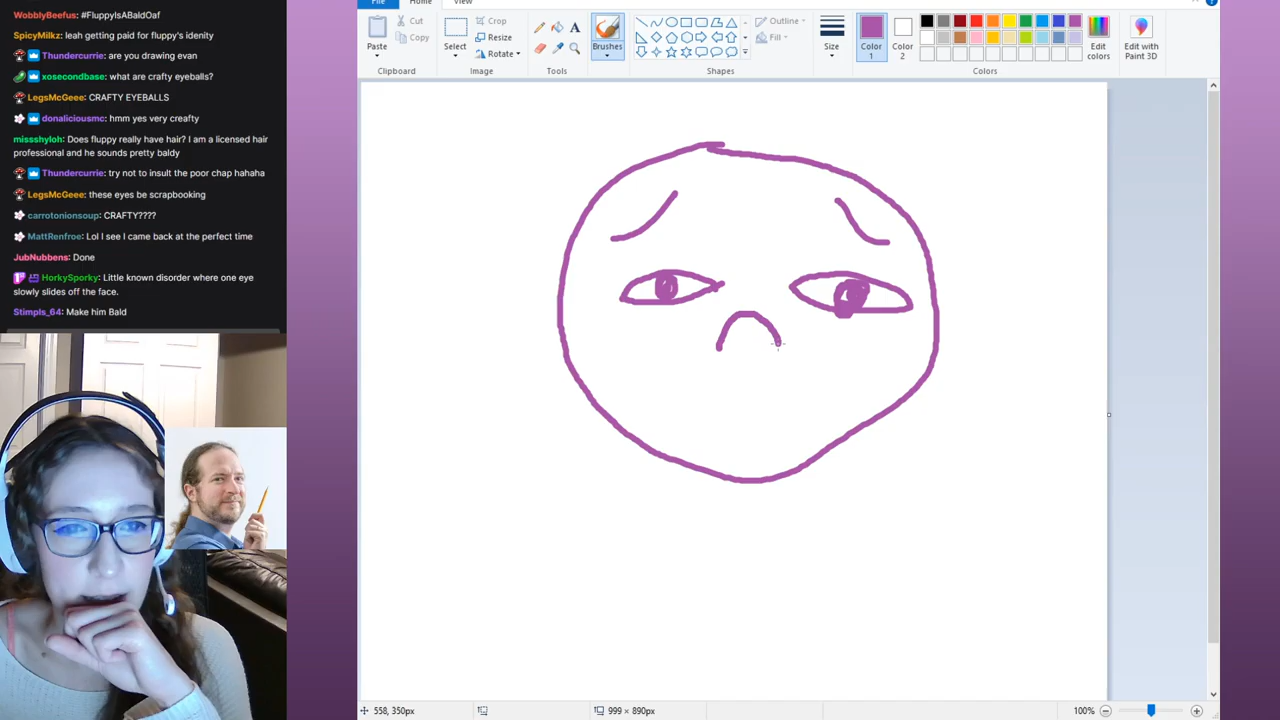 WobblyBeefus: #FluppyIsABaldOaf
SpicyMilkz: leah getting paid for fluppy's idenity
Thundercurrie: are you drawing evan
xosecondbase: what are crafty eyeballs?
LegsMcGeee: CRAFTY EYEBALLS
donaliciousmc: hmm yes very creafty
missshyloh: Does fluppy really have hair? I am a licensed hair
professional and he sounds pretty baldy
Thundercurrie: try not to insult the poor chap hahaha
LegsMcGeee: these eyes be scrapbooking
carrotonionsoup: CRAFTY????
MattRenfroe: Lol I see I came back at the perfect time
JubNubbens: Done
HorkySporky: Little known disorder where one eye
slowly slides off the face.
Stimpls_64: Make him Bald
File Home View
Paste
Cut
Copy
Clipboard
Select
Crop
Resize
Rotate
Image
A
Tools
Brushes
Outline
Fill
Shapes
Size
Color
1
Color
2
Edit
colors
Colors
Edit with
Paint 3D
558, 350px
999 × 890px
100%